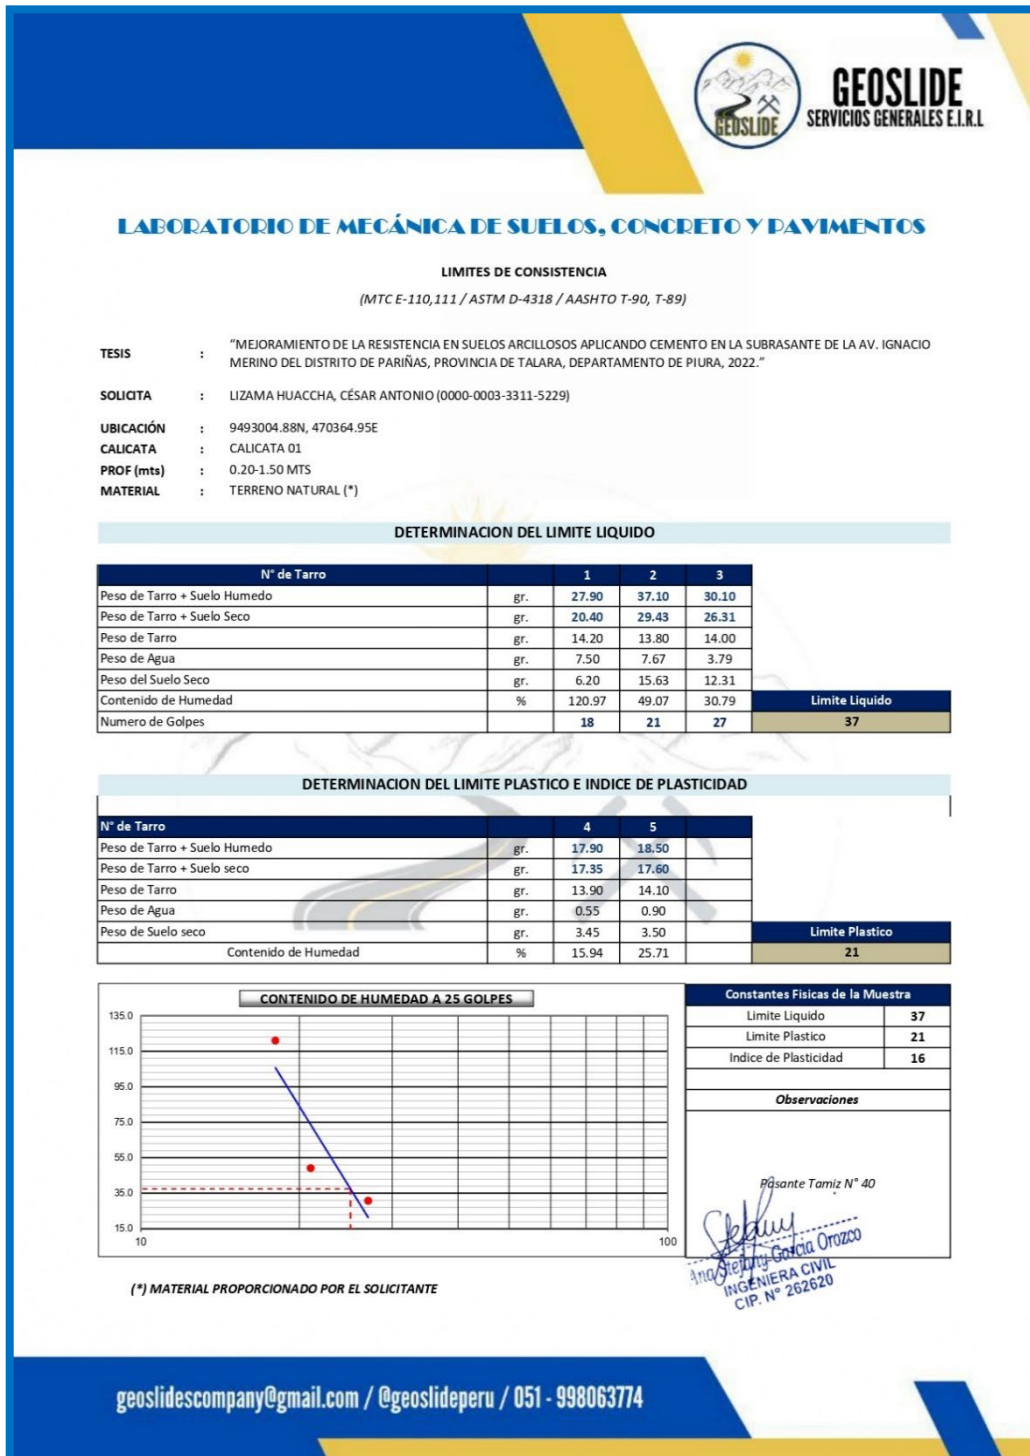 GEOSLIDE
GEOSLIDE
SERVICIOS GENERALES E.I.R.L
LABORATORIO DE MECÁNICA DE SUELOS, CONCRETO Y PAVIMENTOS
LIMITES DE CONSISTENCIA
(MTC E-110,111 / ASTM D-4318 / AASHTO T-90, T-89)
TESIS : "MEJORAMIENTO DE LA RESISTENCIA EN SUELOS ARCILLOSOS APLICANDO CEMENTO EN LA SUBRASANTE DE LA AV. IGNACIO
MERINO DEL DISTRITO DE PARIÑAS, PROVINCIA DE TALARA, DEPARTAMENTO DE PIURA, 2022."
SOLICITA : LIZAMA HUACCHA, CÉSAR ANTONIO (0000-0003-3311-5229)
UBICACIÓN : 9493004.88N, 470364.95E
CALICATA : CALICATA 01
PROF (mts) : 0.20-1.50 MTS
MATERIAL : TERRENO NATURAL (*)
DETERMINACION DEL LIMITE LIQUIDO
N° de Tarro 1 2 3
Peso de Tarro + Suelo Humedo gr. 27.90 37.10 30.10
Peso de Tarro + Suelo Seco gr. 20.40 29.43 26.31
Peso de Tarro gr. 14.20 13.80 14.00
Peso de Agua gr. 7.50 7.67 3.79
Peso del Suelo Seco gr. 6.20 15.63 12.31
Contenido de Humedad % 120.97 49.07 30.79 Limite Liquido
Numero de Golpes 18 21 27 37
DETERMINACION DEL LIMITE PLASTICO E INDICE DE PLASTICIDAD
N° de Tarro 4 5
Peso de Tarro + Suelo Humedo gr. 17.90 18.50
Peso de Tarro + Suelo seco gr. 17.35 17.60
Peso de Tarro gr. 13.90 14.10
Peso de Agua gr. 0.55 0.90
Peso de Suelo seco gr. 3.45 3.50 Limite Plastico
Contenido de Humedad % 15.94 25.71 21
CONTENIDO DE HUMEDAD A 25 GOLPES
135.0
115.0
95.0
75.0
55.0
35.0
15.0
10 100
Constantes Fisicas de la Muestra
Limite Liquido 37
Limite Plastico 21
Indice de Plasticidad 16
Observaciones
Pasante Tamiz N° 40
Ana Stefany Garcia Orozco
INGENIERA CIVIL
CIP. N° 262620
(*) MATERIAL PROPORCIONADO POR EL SOLICITANTE
geoslidescompany@gmail.com / @geoslideperu / 051 - 998063774